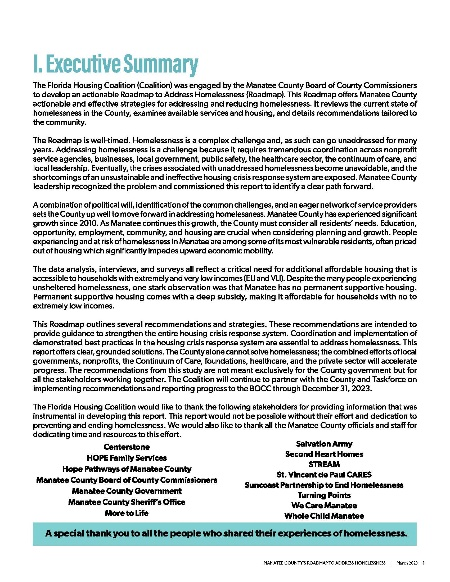 I. Executive Summary
The Florida Housing Coalition (Coalition) was engaged by the Manatee County Board of County Commissioners
to develop an actionable Roadmap to Address Homelessness (Roadmap). This Roadmap offers Manatee County
actionable and effective strategies for addressing and reducing homelessness. It reviews the current state of
homelessness in the County, examines available services and housing, and details recommendations tailored to
the community.
The Roadmap is well-timed. Homelessness is a complex challenge and, as such can go unaddressed for many
years. Addressing homelessness is a challenge because it requires tremendous coordination across nonprofit
service agencies, businesses, local government, public safety, the healthcare sector, the continuum of care, and
local leadership. Eventually, the crises associated with unaddressed homelessness become unavoidable, and the
shortcomings of an unsustainable and ineffective housing crisis response system are exposed. Manatee County
leadership recognized the problem and commissioned this report to identify a clear path forward.
A combination of political will, identification of the common challenges, and an eager network of service providers
sets the County up well to move forward in addressing homelessness. Manatee County has experienced significant
growth since 2010. As Manatee continues this growth, the County must consider all residents' needs. Education,
opportunity, employment, community, and housing are crucial when considering planning and growth. People
experiencing and at risk of homelessness in Manatee are among some of its most vulnerable residents, often priced
out of housing which significantly impedes upward economic mobility.
The data analysis, interviews, and surveys all reflect a critical need for additional affordable housing that is
accessible to households with extremely and very low incomes (ELI and VLI). Despite the many people experiencing
unsheltered homelessness, one stark observation was that Manatee has no permanent supportive housing.
Permanent supportive housing comes with a deep subsidy, making it affordable for households with no to
extremely low incomes.
This Roadmap outlines several recommendations and strategies. These recommendations are intended to
provide guidance to strengthen the entire housing crisis response system. Coordination and implementation of
demonstrated best practices in the housing crisis response system are essential to address homelessness. This
report offers clear, grounded solutions. The County alone cannot solve homelessness; the combined efforts of local
governments, nonprofits, the Continuum of Care, foundations, healthcare, and the private sector will accelerate
progress. The recommendations from this study are not meant exclusively for the County government but for
all the stakeholders working together. The Coalition will continue to partner with the County and Taskforce on
implementing recommendations and reporting progress to the BOCC through December 31, 2023.
The Florida Housing Coalition would like to thank the following stakeholders for providing information that was
instrumental in developing this report. This report would not be possible without their effort and dedication to
preventing and ending homelessness. We would also like to thank all the Manatee County officials and staff for
dedicating time and resources to this effort.
Centerstone
HOPE Family Services
Hope Pathways of Manatee County
Manatee County Board of County Commissioners
Manatee County Government
Manatee County Sheriff's Office
More to Life
Salvation Army
Second Heart Homes
STREAM
St. Vincent de Paul CARES
Suncoast Partnership to End Homelessness
Turning Points
We Care Manatee
Whole Child Manatee
A special thank you to all the people who shared their experiences of homelessness.
MANATEE COUNTY'S ROADMAP TO ADDRESS HOMELESSNESS March 2023 1